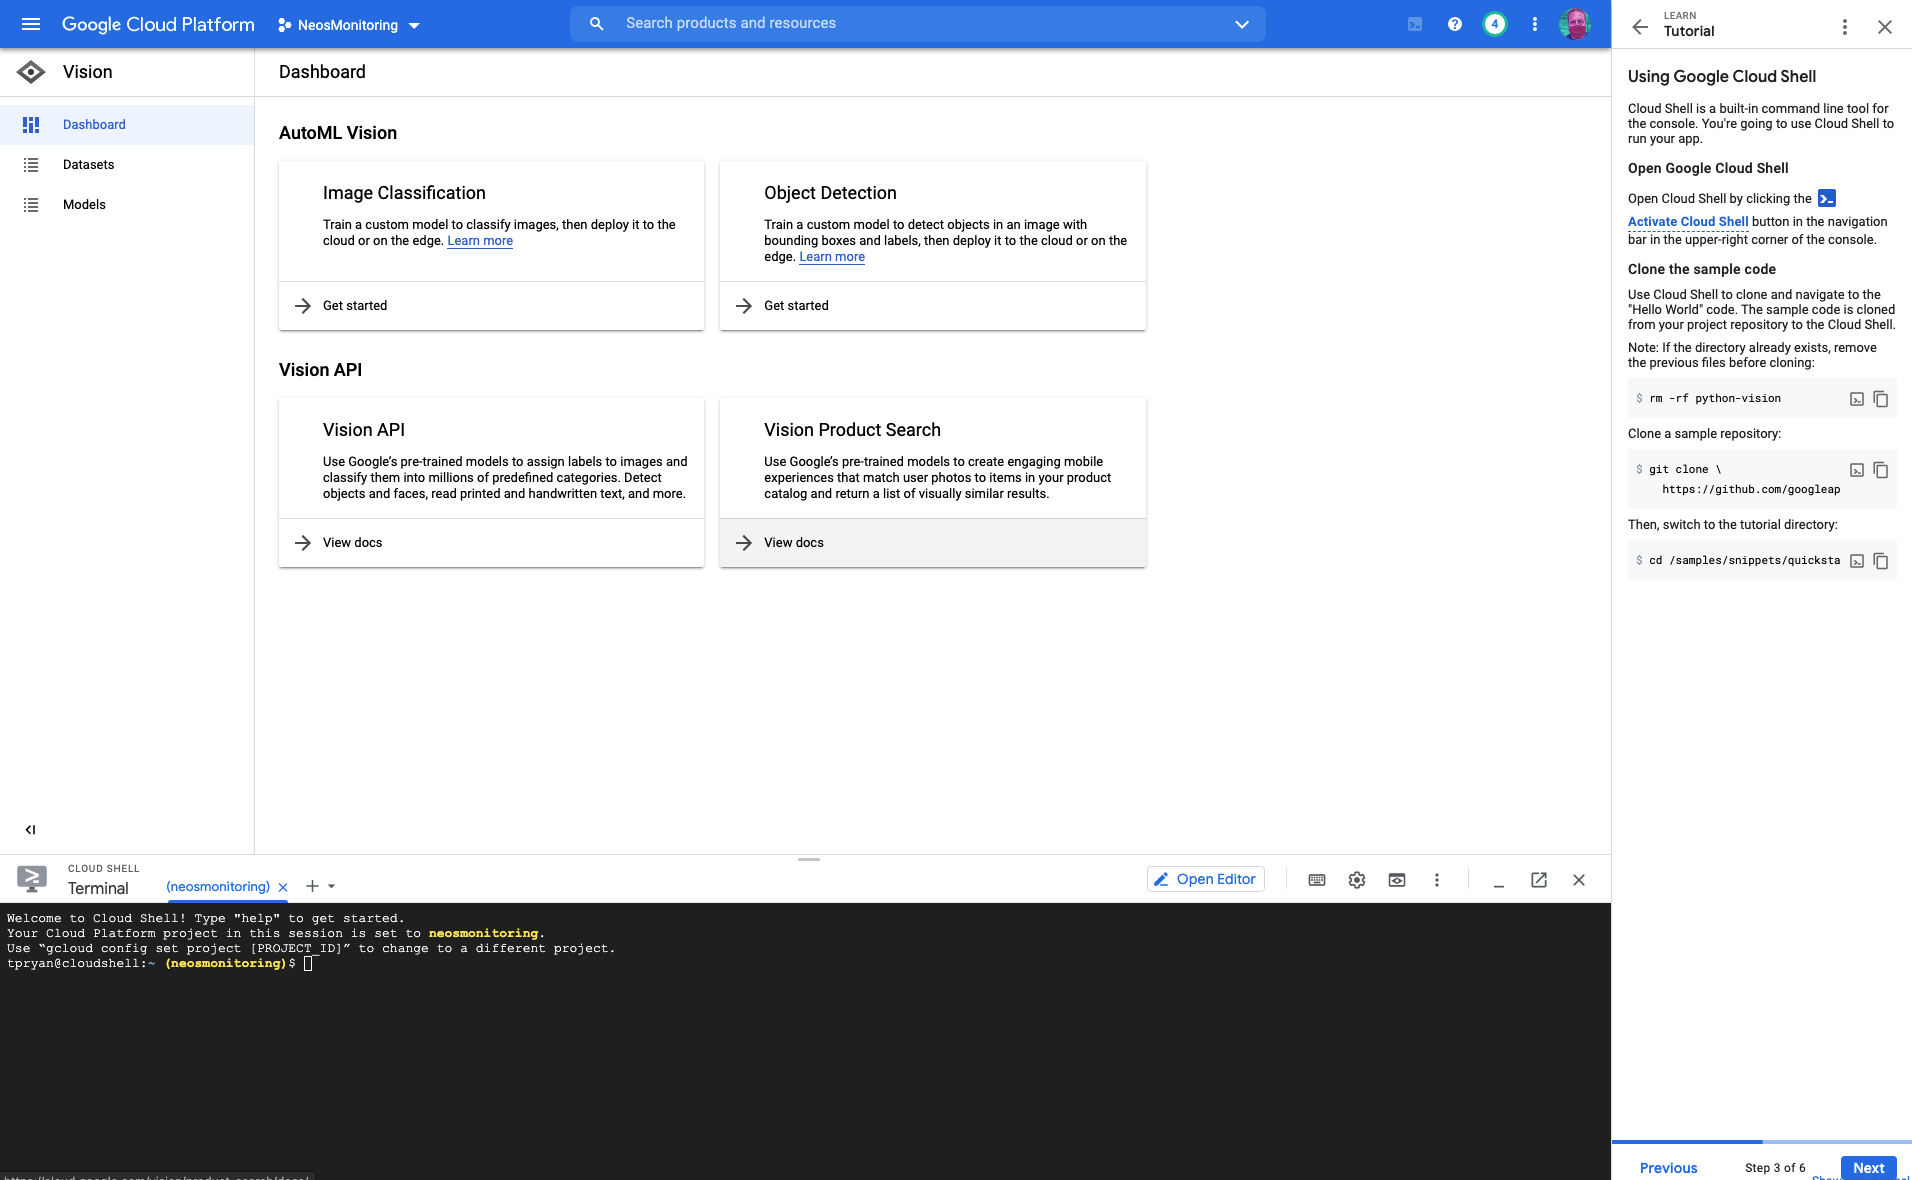 Google Cloud Platform
NeosMonitoring
Search products and resources
4
LEARN
Tutorial
Vision
Dashboard
Dashboard
Datasets
Models
AutoML Vision
Image Classification
Train a custom model to classify images, then deploy it to the
cloud or on the edge. Learn more
Get started
Object Detection
Train a custom model to detect objects in an image with
bounding boxes and labels, then deploy it to the cloud or on the
edge. Learn more
Get started
Vision API
Vision API
Use Google’s pre-trained models to assign labels to images and
classify them into millions of predefined categories. Detect
objects and faces, read printed and handwritten text, and more.
View docs
Vision Product Search
Use Google’s pre-trained models to create engaging mobile
experiences that match user photos to items in your product
catalog and return a list of visually similar results.
View docs
Using Google Cloud Shell
Cloud Shell is a built-in command line tool for
the console. You're going to use Cloud Shell to
run your app.
Open Google Cloud Shell
Open Cloud Shell by clicking the
Activate Cloud Shell button in the navigation
bar in the upper-right corner of the console.
Clone the sample code
Use Cloud Shell to clone and navigate to the
"Hello World" code. The sample code is cloned
from your project repository to the Cloud Shell.
Note: If the directory already exists, remove
the previous files before cloning:
$ rm -rf python-vision
Clone a sample repository:
$ git clone \
https://github.com/googleap
Then, switch to the tutorial directory:
$ cd /samples/snippets/quicksta
CLOUD SHELL
Terminal
(neosmonitoring)
Open Editor
Welcome to Cloud Shell! Type "help" to get started.
Your Cloud Platform project in this session is set to neosmonitoring.
Use “gcloud config set project [PROJECT_ID]” to change to a different project.
tpryan@cloudshell:~ (neosmonitoring)$
Previous
Step 3 of 6
Next